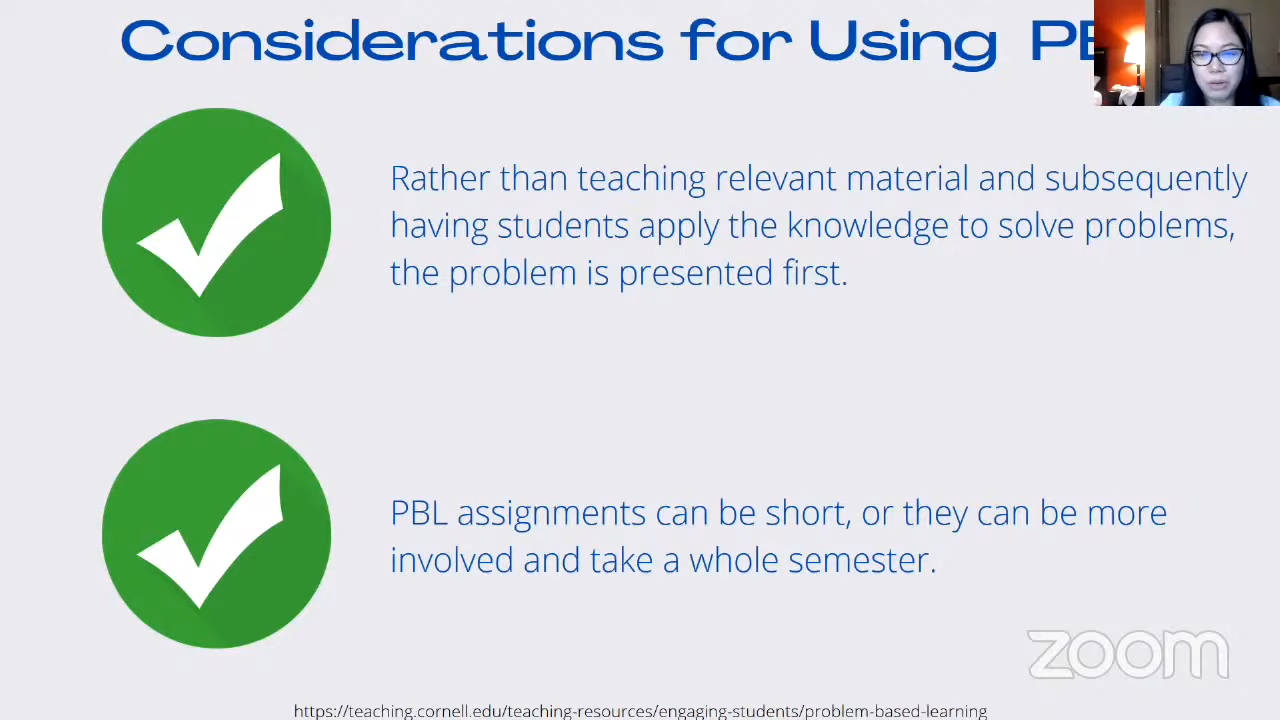 Considerations for Using
Rather than teaching relevant material and subsequently
having students apply the knowledge to solve problems,
the problem is presented first.
PBL assignments can be short, or they can be more
involved and take a whole semester.
zoom
https://teaching.cornell.edu/teaching-resources/engaging-students/problem-based-learning